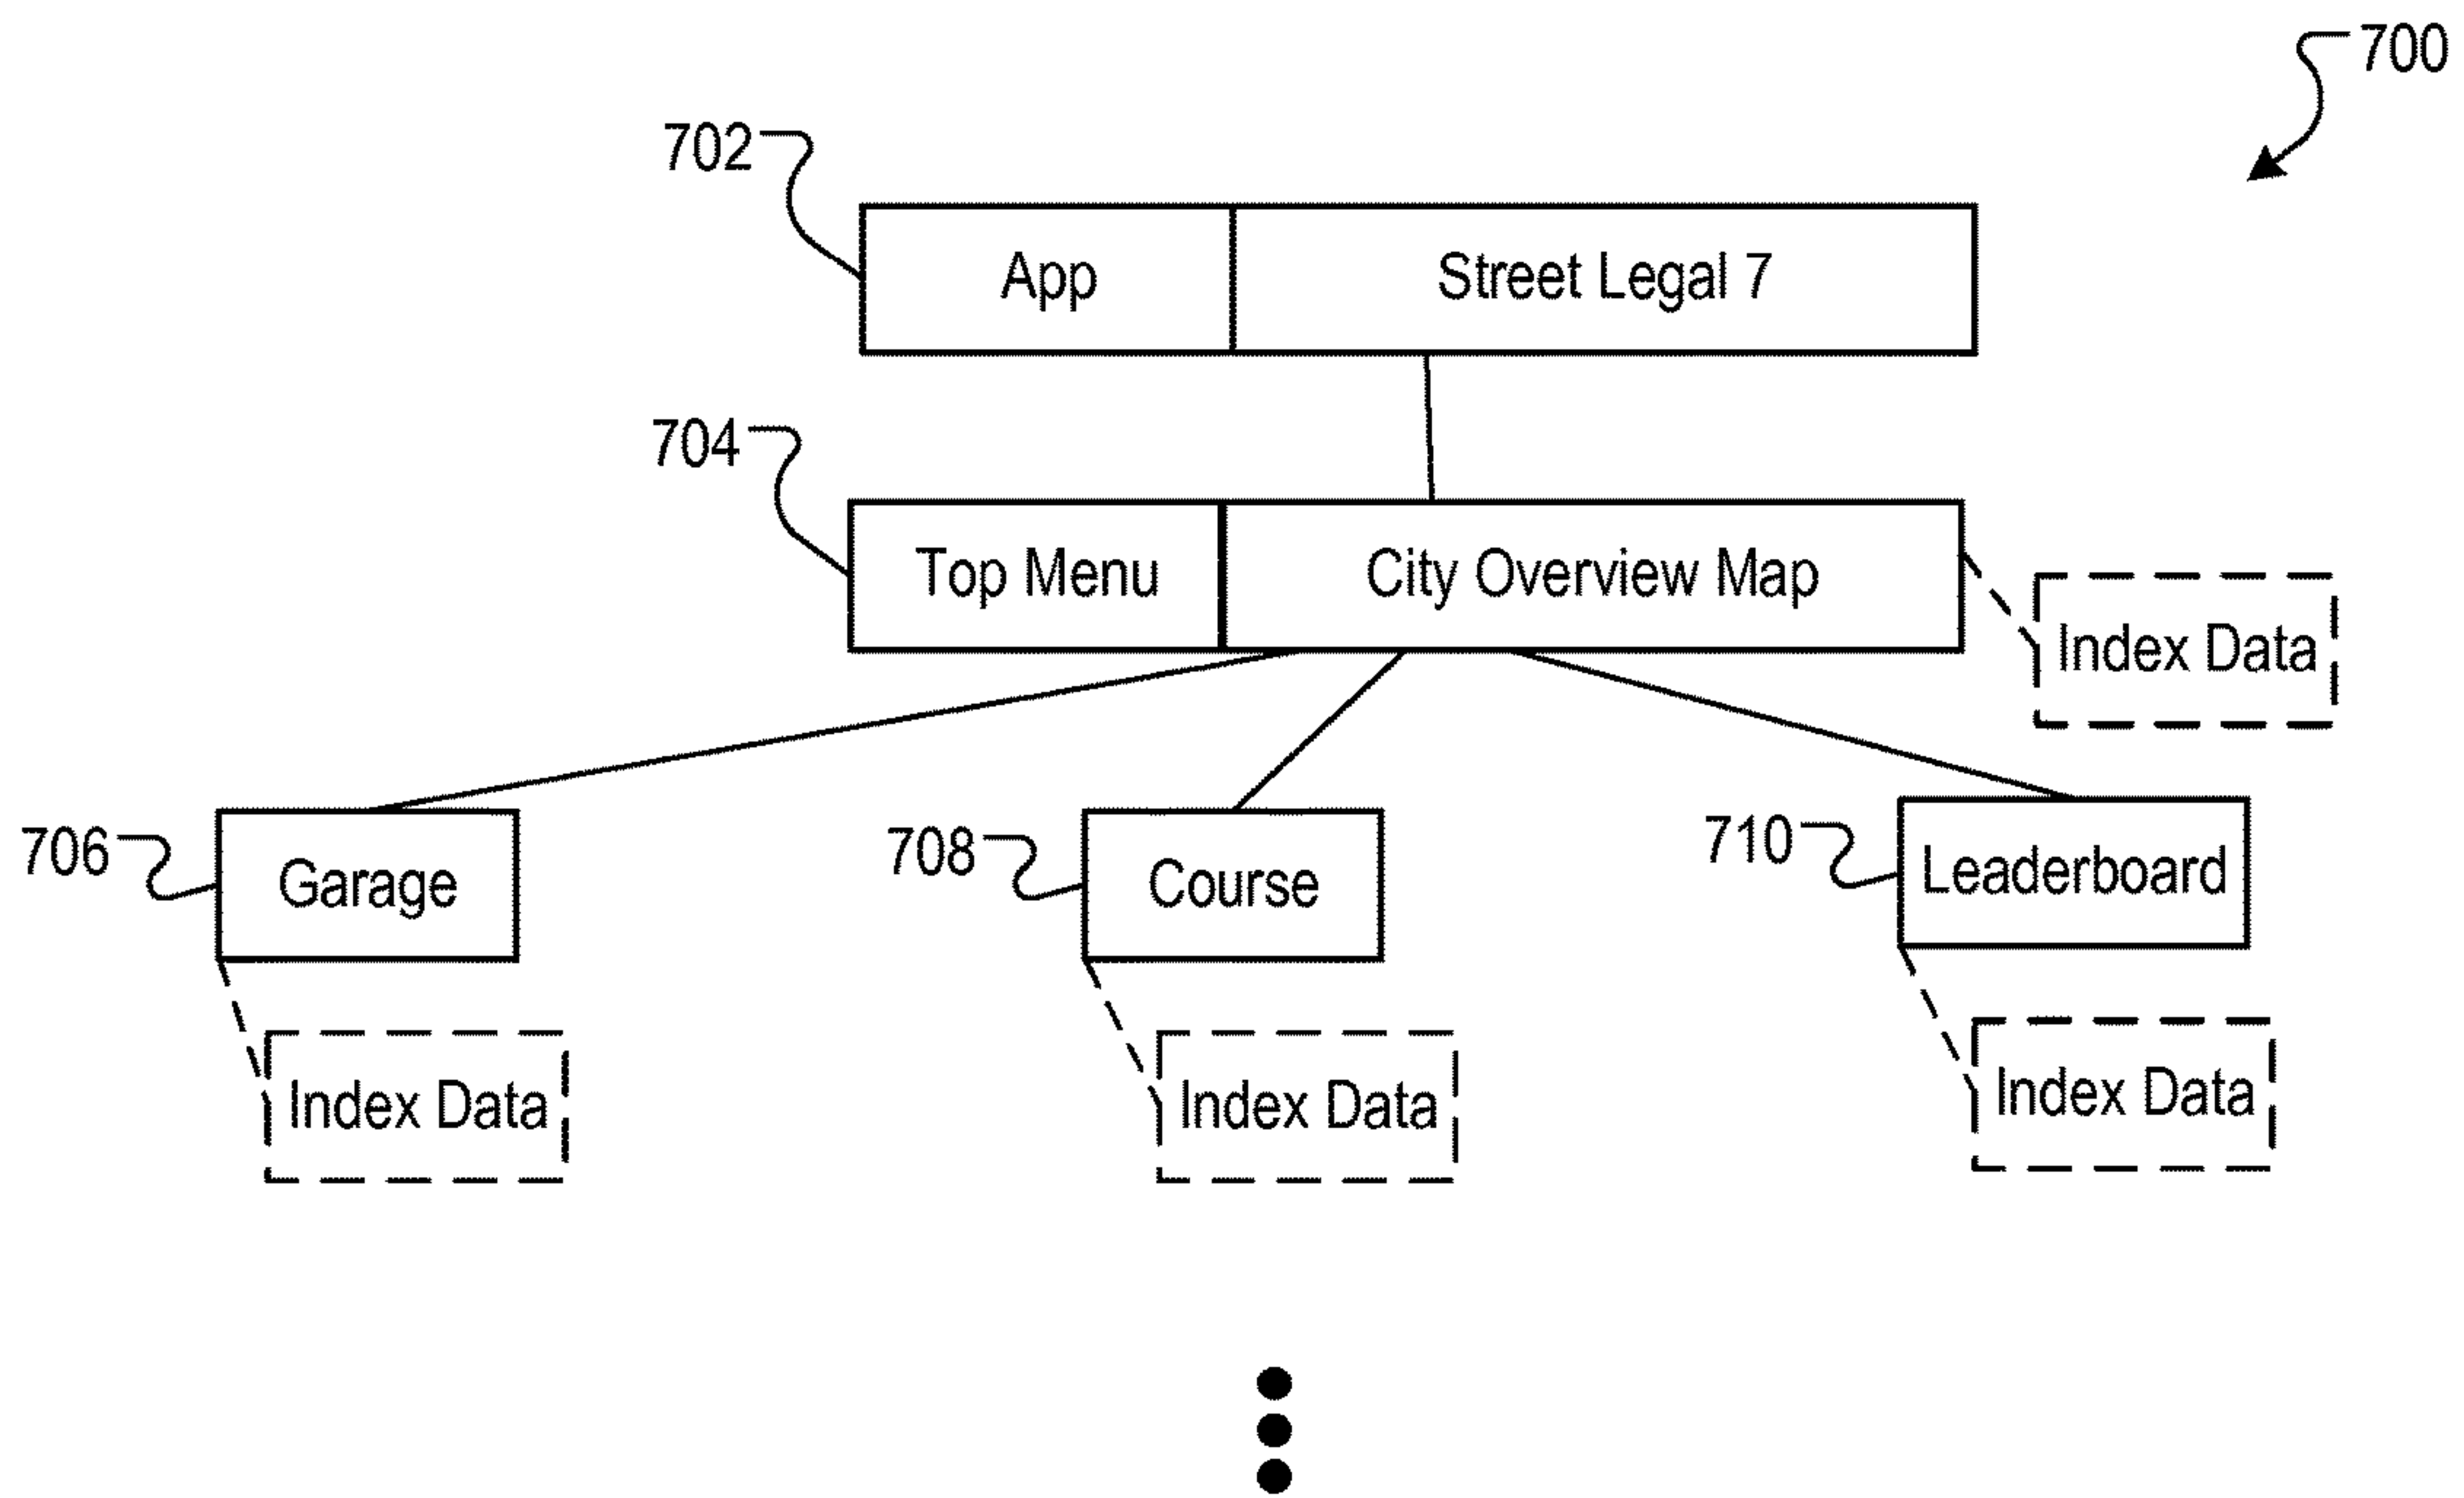 700
702
App
Street Legal 7
704
Top Menu
City Overview Map
Index Data
706
Garage
708
Course
710
Leaderboard
Index Data
Index Data
Index Data